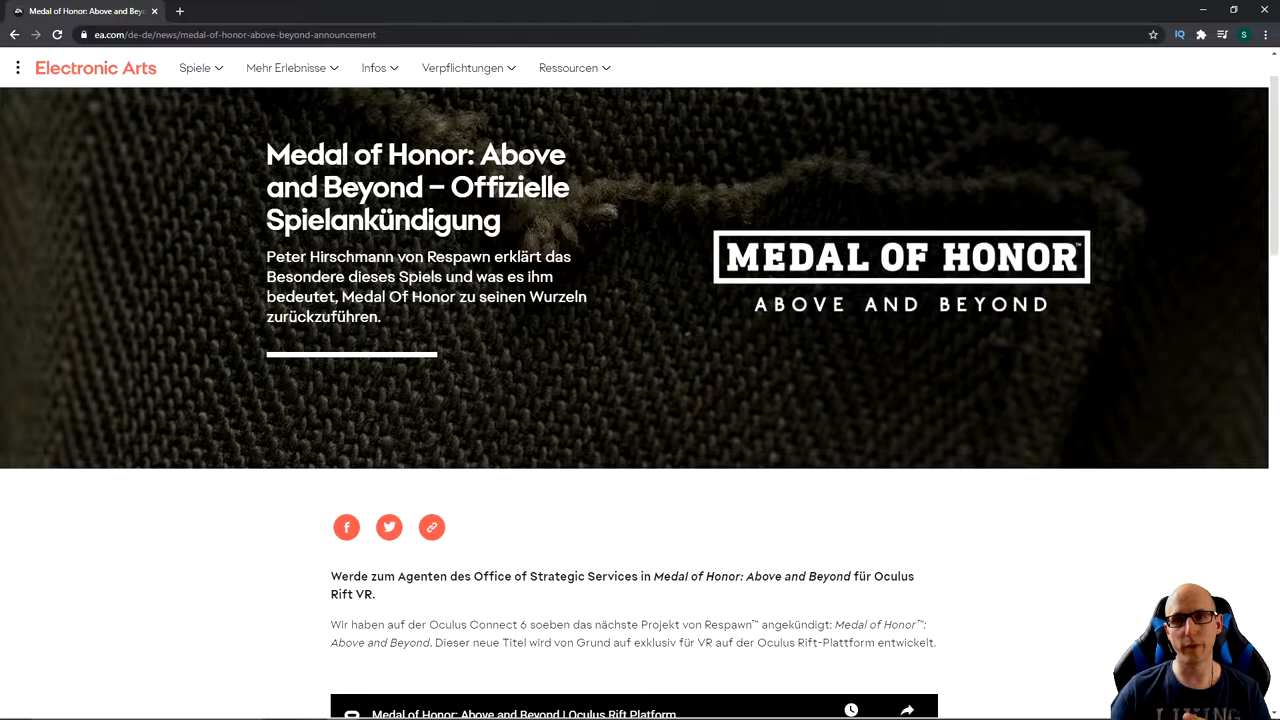 Medal of Honor: Above and Bey
ea.com/de-de/news/medal-of-honor-above-beyond-announcement
IQ
S
Electronic Arts
Spiele
Mehr Erlebnisse
Infos
Verpflichtungen
Ressourcen
Medal of Honor: Above
and Beyond – Offizielle
Spielankündigung
Peter Hirschmann von Respawn erklärt das
Besondere dieses Spiels und was es ihm
bedeutet, Medal Of Honor zu seinen Wurzeln
zurückzuführen.
MEDAL OF HONOR™
ABOVE AND BEYOND
Werde zum Agenten des Office of Strategic Services in Medal of Honor: Above and Beyond für Oculus
Rift VR.
Wir haben auf der Oculus Connect 6 soeben das nächste Projekt von Respawn™ angekündigt: Medal of Honor™:
Above and Beyond. Dieser neue Titel wird von Grund auf exklusiv für VR auf der Oculus Rift-Plattform entwickelt.
Medal of Honor: Above and Beyond | Oculus Rift Platform
LIVING